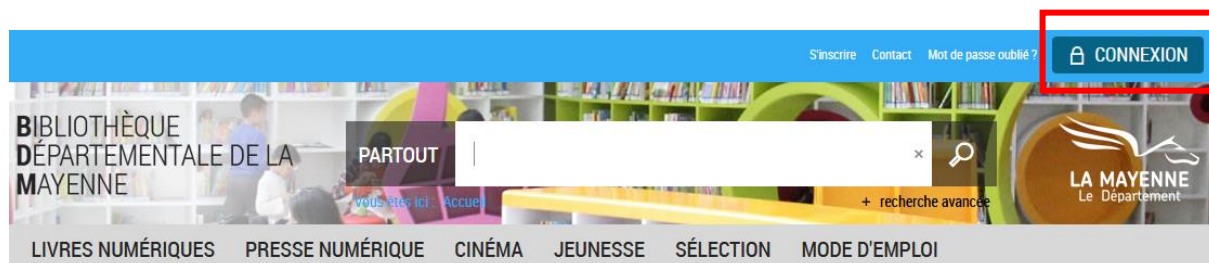 S'inscrire Contact Mot de passe oublié ? CONNEXION
BIBLIOTHÈQUE
DÉPARTEMENTALE DE LA
MAYENNE
PARTOUT ×
vous êtes ici : Accueil
+ recherche avancée
LA MAYENNE
Le Département
LIVRES NUMÉRIQUES PRESSE NUMÉRIQUE CINÉMA JEUNESSE SÉLECTION MODE D'EMPLOI